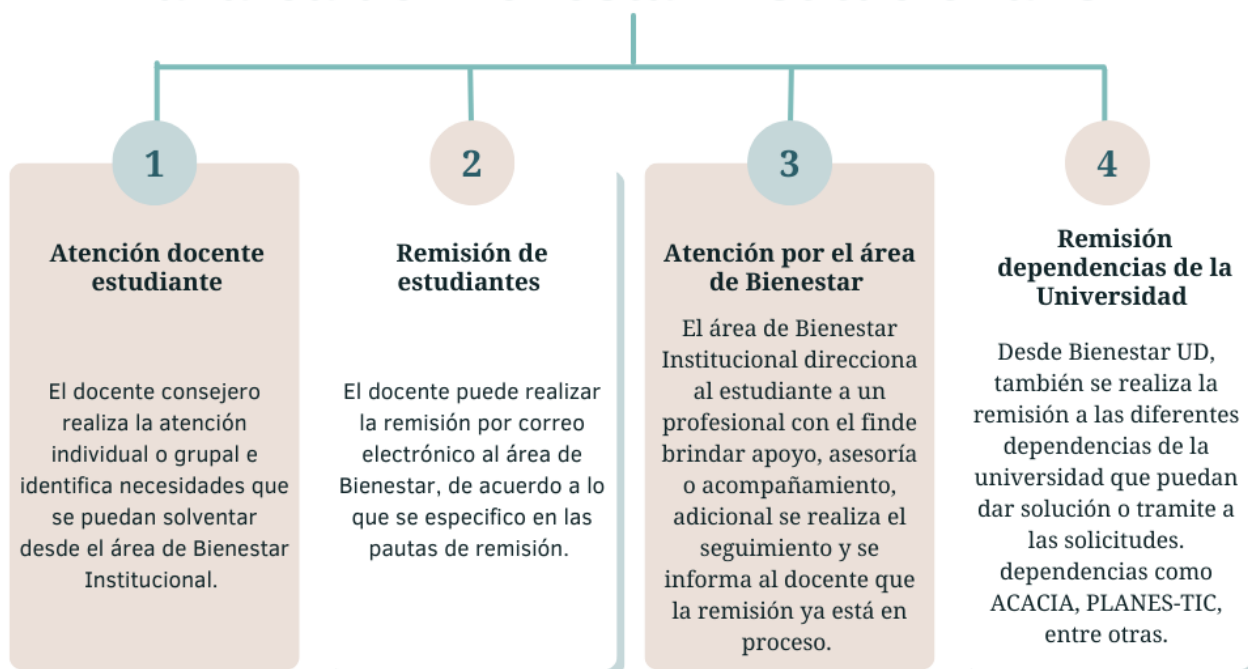 1
Atención docente
estudiante
El docente consejero
realiza la atención
individual o grupal e
identifica necesidades que
se puedan solventar
desde el área de Bienestar
Institucional.
2
Remisión de
estudiantes
El docente puede realizar
la remisión por correo
electrónico al área de
Bienestar, de acuerdo a lo
que se especifico en las
pautas de remisión.
3
Atención por el área
de Bienestar
El área de Bienestar
Institucional direcciona
al estudiante a un
profesional con el finde
brindar apoyo, asesoría
o acompañamiento,
adicional se realiza el
seguimiento y se
informa al docente que
la remisión ya está en
proceso.
4
Remisión
dependencias de la
Universidad
Desde Bienestar UD,
también se realiza la
remisión a las diferentes
dependencias de la
universidad que puedan
dar solución o tramite a
las solicitudes.
dependencias como
ACACIA, PLANES-TIC,
entre otras.